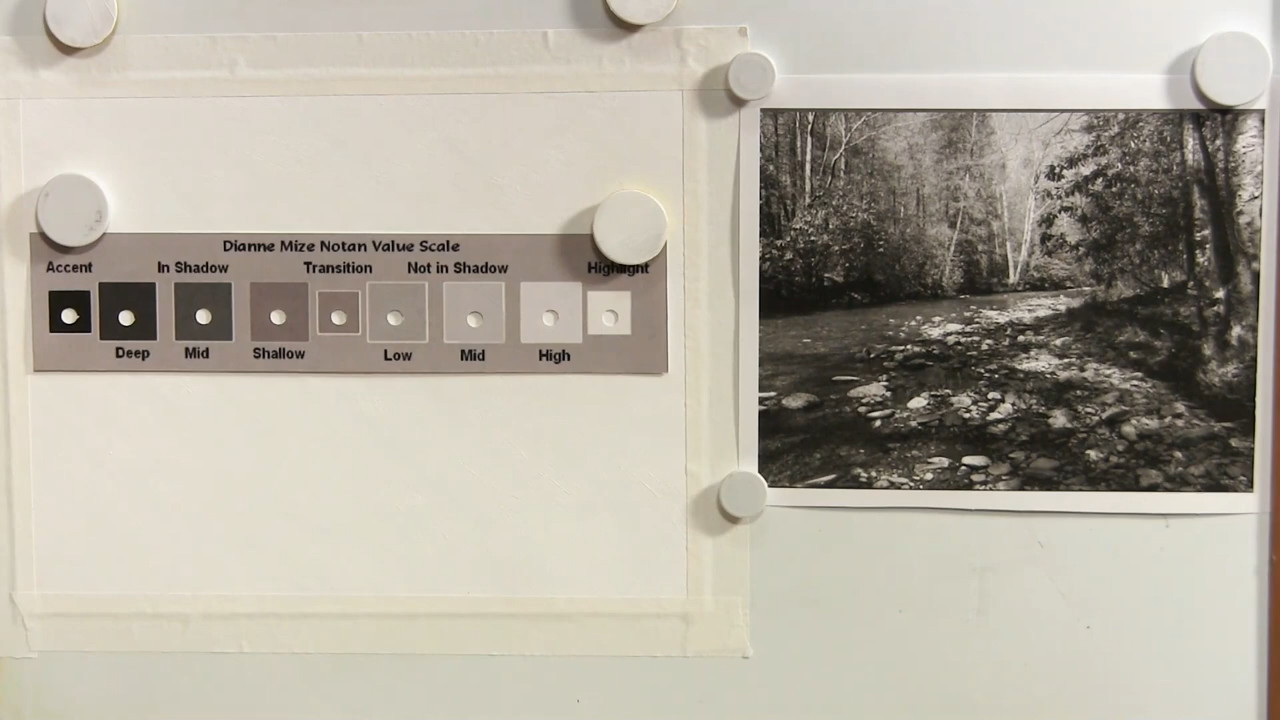 Dianne Mize Notan Value Scale
Accent In Shadow Transition Not in Shadow Highlight
Deep Mid Shallow Low Mid High